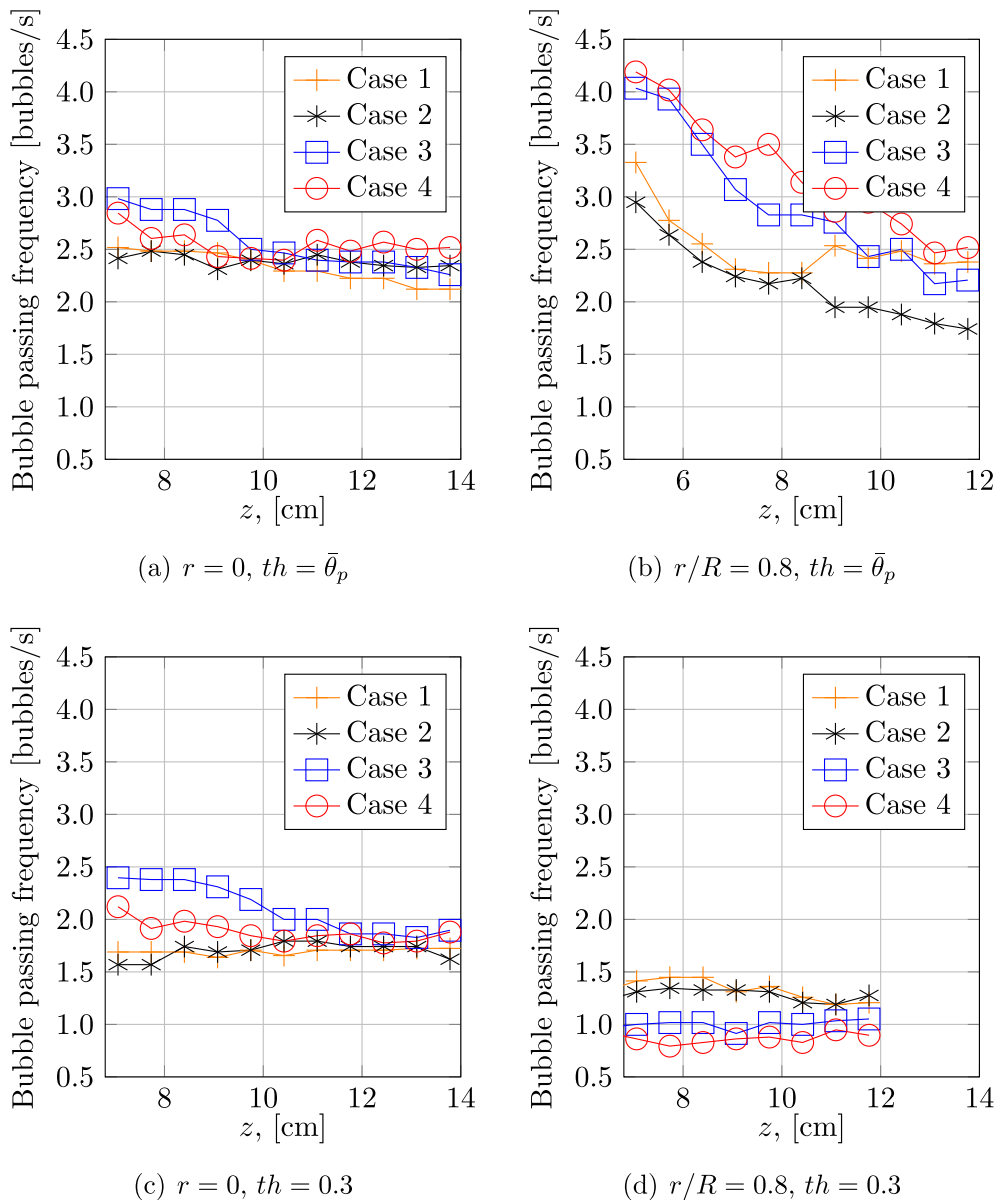 Bubble passing frequency [bubbles/s]
4.5
4.0
3.5
3.0
2.5
2.0
1.5
1.0
0.5
Case 1
Case 2
Case 3
Case 4
8 10 12 14
z, [cm]
(a) r = 0, th = θ̄ₚ
Bubble passing frequency [bubbles/s]
4.5
4.0
3.5
3.0
2.5
2.0
1.5
1.0
0.5
Case 1
Case 2
Case 3
Case 4
6 8 10 12
z, [cm]
(b) r/R = 0.8, th = θ̄ₚ
Bubble passing frequency [bubbles/s]
4.5
4.0
3.5
3.0
2.5
2.0
1.5
1.0
0.5
Case 1
Case 2
Case 3
Case 4
8 10 12 14
z, [cm]
(c) r = 0, th = 0.3
Bubble passing frequency [bubbles/s]
4.5
4.0
3.5
3.0
2.5
2.0
1.5
1.0
0.5
Case 1
Case 2
Case 3
Case 4
8 10 12 14
z, [cm]
(d) r/R = 0.8, th = 0.3